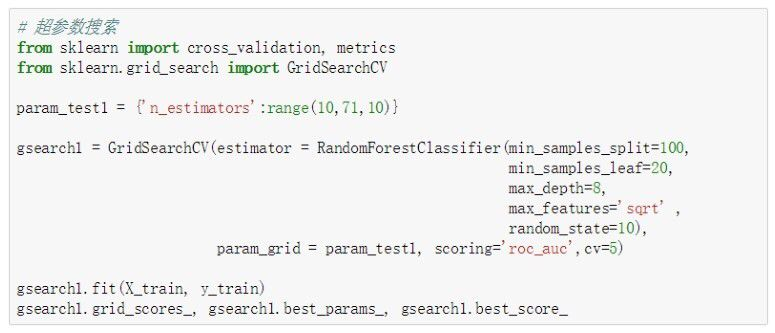 # 超参数搜索
from sklearn import cross_validation, metrics
from sklearn.grid_search import GridSearchCV
param_test1 = {'n_estimators':range(10,71,10)}
gsearch1 = GridSearchCV(estimator = RandomForestClassifier(min_samples_split=100,
min_samples_leaf=20,
max_depth=8,
max_features='sqrt' ,
random_state=10),
param_grid = param_test1, scoring='roc_auc',cv=5)
gsearch1.fit(X_train, y_train)
gsearch1.grid_scores_, gsearch1.best_params_, gsearch1.best_score_